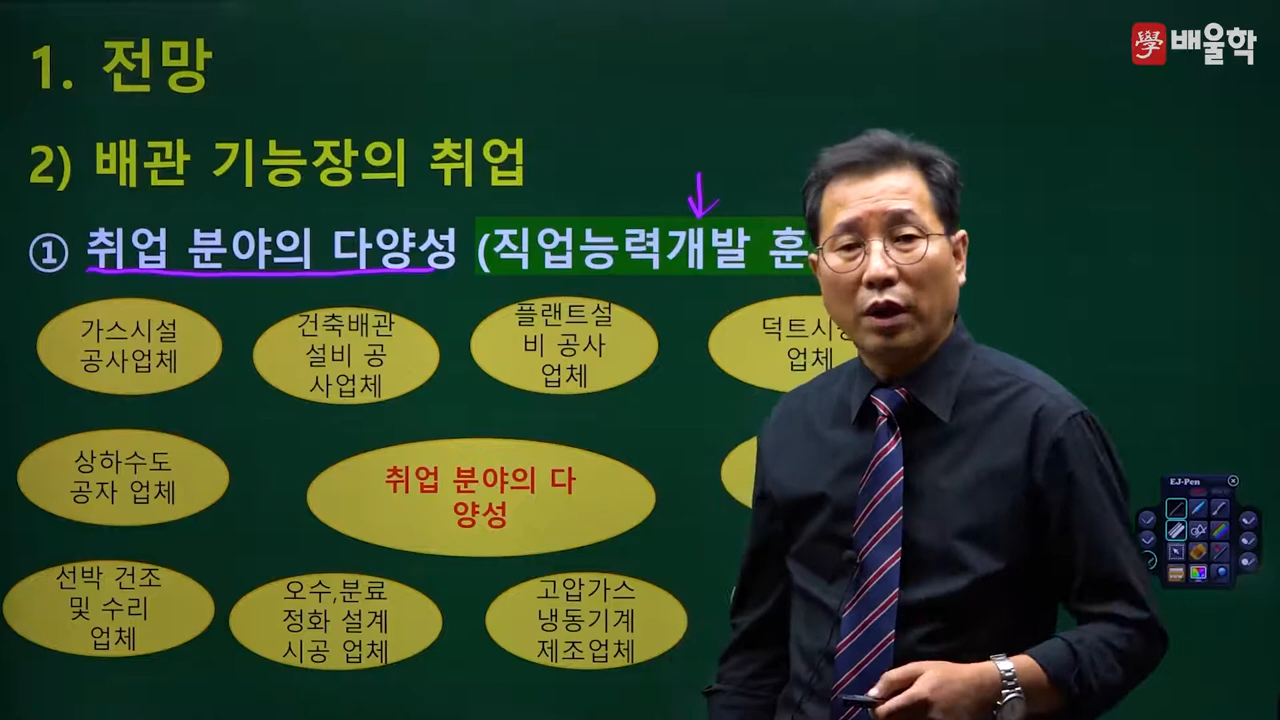 1. 전망
學 배울학
2) 배관 기능장의 취업
① 취업 분야의 다양성 (직업능력개발 훈
가스시설
공사업체
건축배관
설비 공
사업체
플랜트설
비 공사
업체
덕트시공
업체
상하수도
공자 업체
취업 분야의 다
양성
EJ-Pen
선박 건조
및 수리
업체
오수,분료
정화 설계
시공 업체
고압가스
냉동기계
제조업체